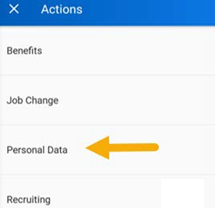 Actions
Benefits
Job Change
Personal Data
Recruiting